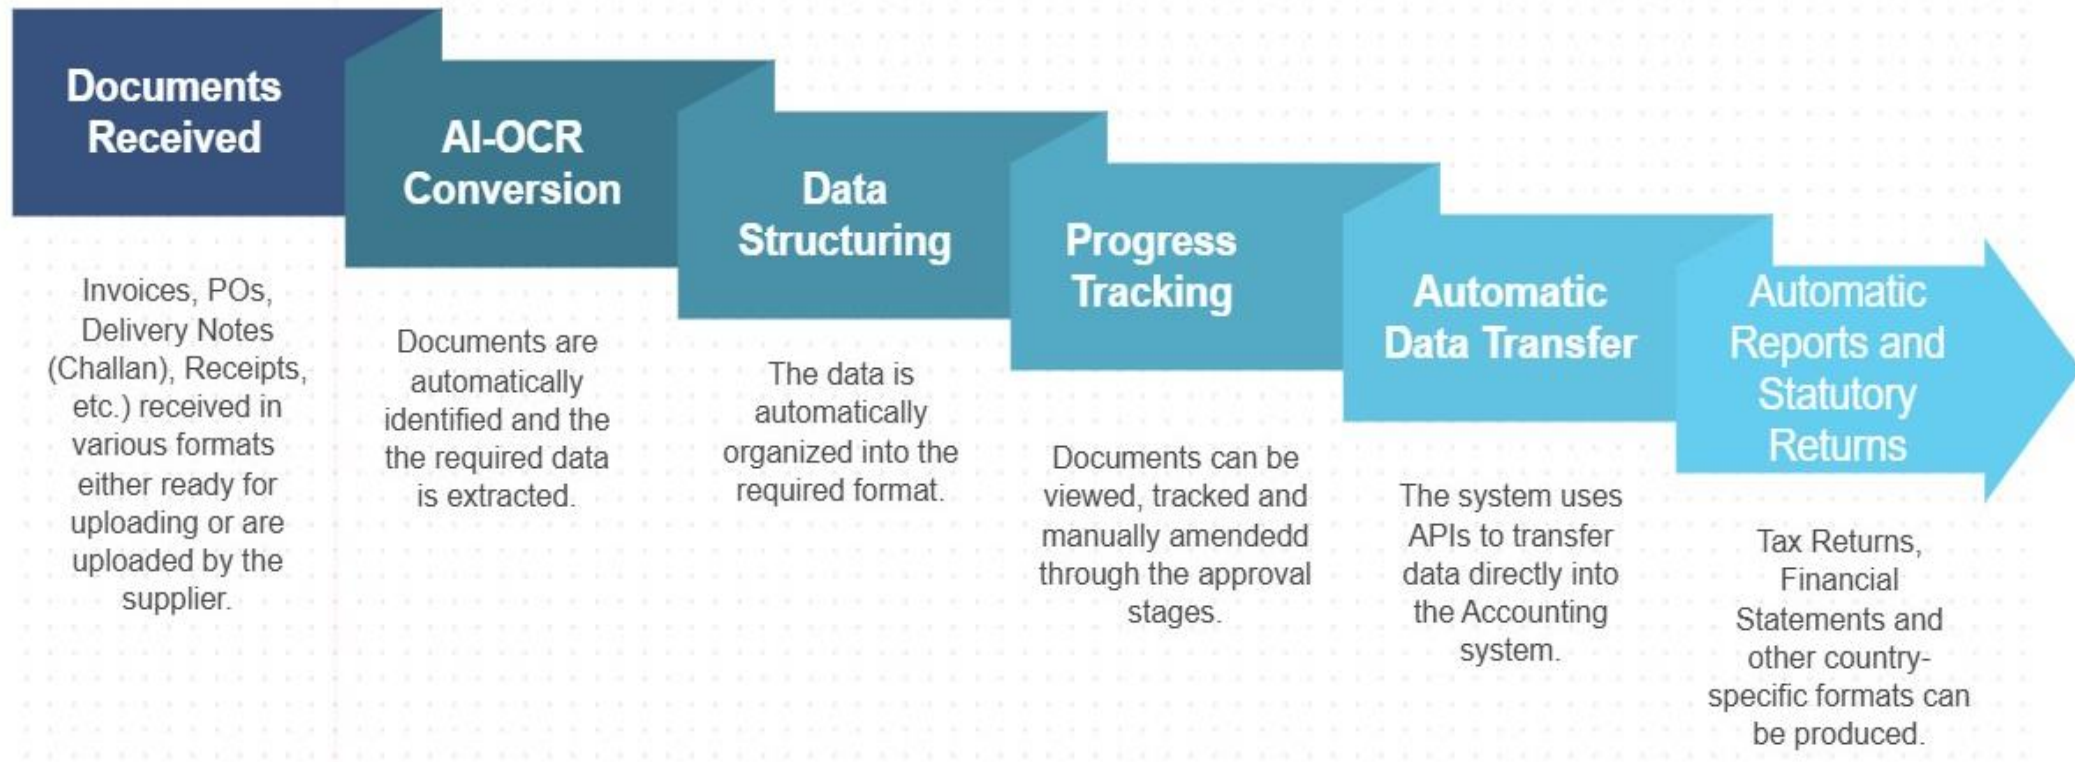 Documents
Received
Invoices, POs,
Delivery Notes
(Challan), Receipts,
etc.) received in
various formats
either ready for
uploading or are
uploaded by the
supplier.
AI-OCR
Conversion
Documents are
automatically
identified and the
the required data
is extracted.
Data
Structuring
The data is
automatically
organized into the
required format.
Progress
Tracking
Documents can be
viewed, tracked and
manually amendedd
through the approval
stages.
Automatic
Data Transfer
The system uses
APIs to transfer
data directly into
the Accounting
system.
Automatic
Reports and
Statutory
Returns
Tax Returns,
Financial
Statements and
other country-
specific formats can
be produced.